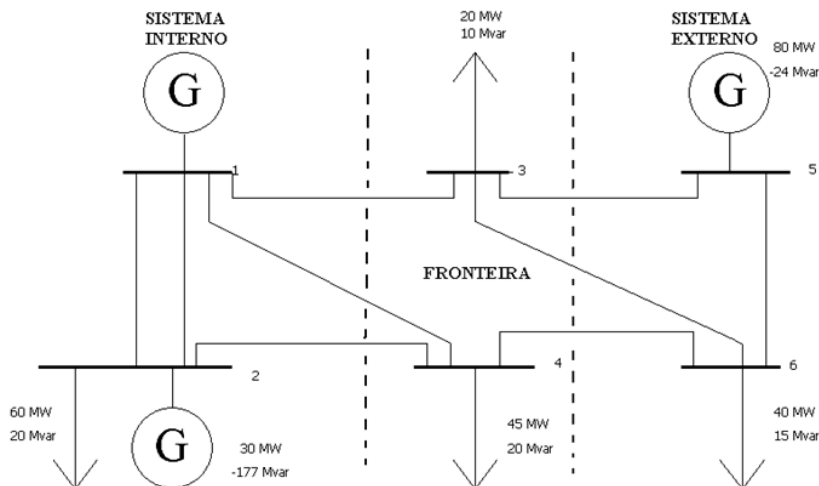 SISTEMA
INTERNO
G
20 MW
10 Mvar
SISTEMA
EXTERNO
80 MW
-24 Mvar
G
1
3
5
FRONTEIRA
2
4
6
60 MW
20 Mvar
G
30 MW
-177 Mvar
45 MW
20 Mvar
40 MW
15 Mvar